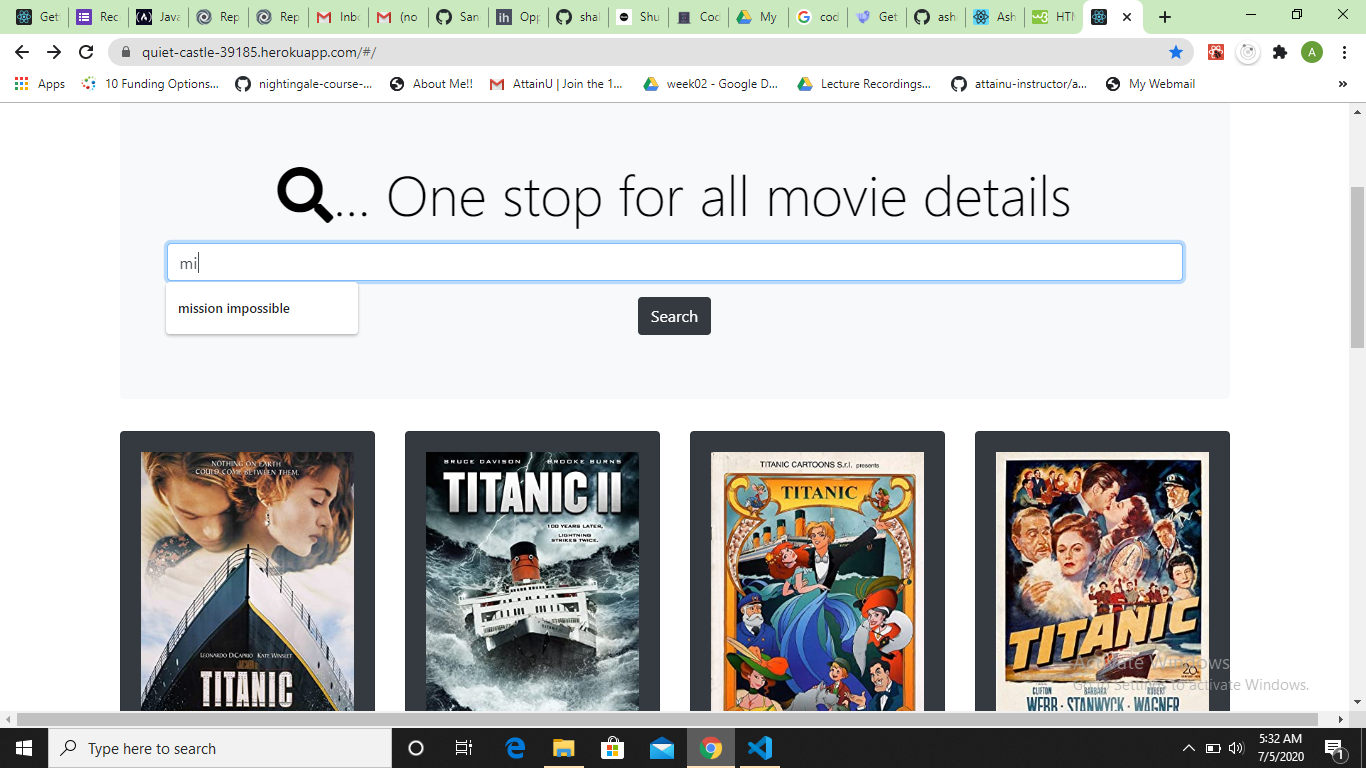 Get
Rec
Java
Rep
Rep
Inbo
(no
San
Opp
shal
Shu
Cod
My
cod
Get
ash
Ash
HTM
quiet-castle-39185.herokuapp.com/#/
A
Apps
10 Funding Options...
nightingale-course-...
About Me!!
AttainU | Join the 1...
week02 - Google D...
Lecture Recordings...
attainu-instructor/a...
My Webmail
»
... One stop for all movie details
mi
mission impossible
Search
NOTHING ON EARTH
COULD COME BETWEEN THEM.
LEONARDO DiCAPRIO KATE WINSLET
TITANIC
BRUCE DAVISON BROOKE BURNS
TITANIC II
100 YEARS LATER,
LIGHTNING
STRIKES TWICE.
TITANIC CARTOONS S.r.l. presents
TITANIC
TITANIC
20
CLIFTON BARBARA ROBERT
WEBB · STANWYCK · WAGNER
Activate Windows
Go to Settings to activate Windows.
Type here to search
5:32 AM
7/5/2020
1